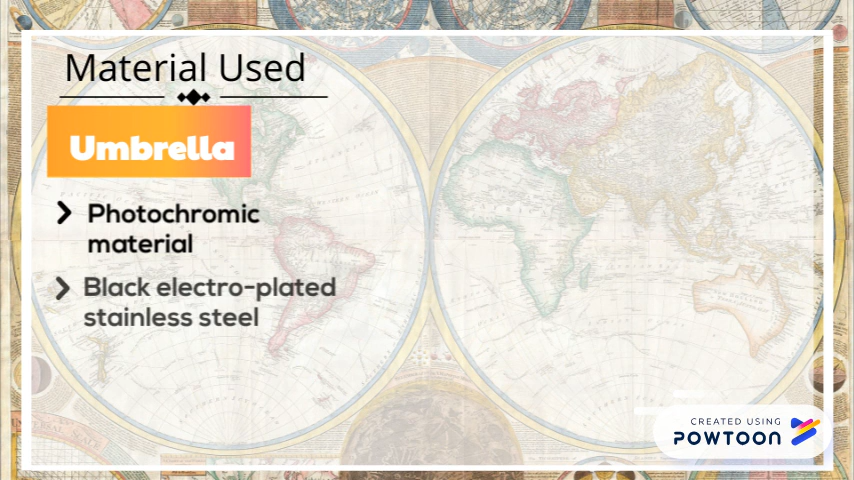 Material Used
Umbrella
Photochromic
material
Black electro-plated
stainless steel
CREATED USING
POWTOON